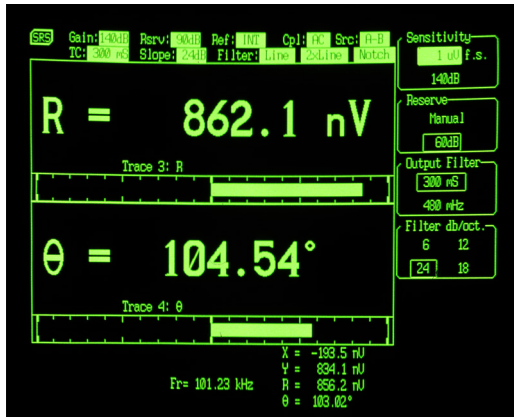 SRS Gain: 140dB Rsrv: 90dB Ref: INT Cpl: AC Src: A-B
TC: 300 mS Slope: 24dB Filter: Line 2xLine Notch
R = 862.1 nV
Trace 3: R
θ = 104.54°
Trace 4: θ
Fr= 101.23 kHz
X = -193.5 nV
Y = 834.1 nV
R = 856.2 nV
θ = 103.02°
Sensitivity
1 uV f.s.
140dB
Reserve
Manual
60dB
Output Filter
300 mS
480 mHz
Filter db/oct.
6 12
24 18